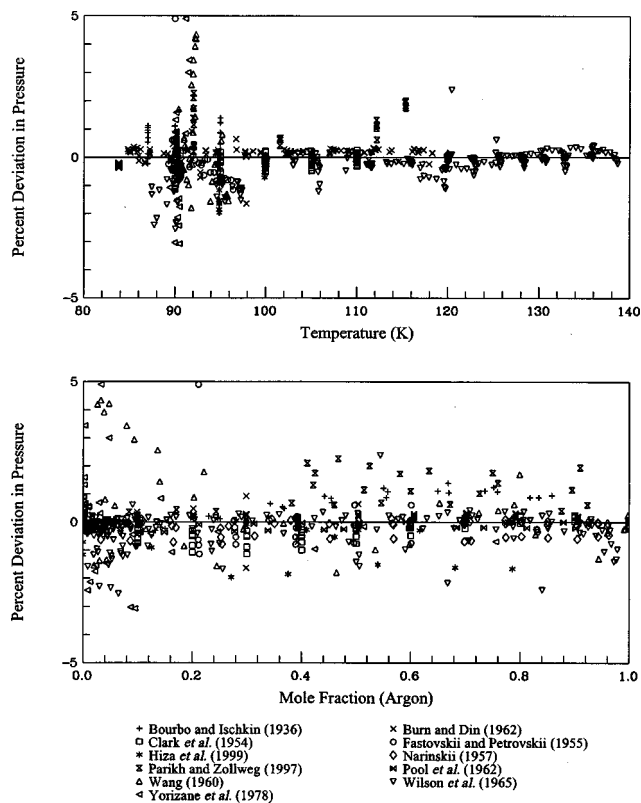 5
0
-5
Percent Deviation in Pressure
80 90 100 110 120 130 140
Temperature (K)
5
0
-5
Percent Deviation in Pressure
0.0 0.2 0.4 0.6 0.8 1.0
Mole Fraction (Argon)
+ Bourbo and Ischkin (1936)
□ Clark et al. (1954)
* Hiza et al. (1999)
⧖ Parikh and Zollweg (1997)
△ Wang (1960)
◁ Yorizane et al. (1978)
× Burn and Din (1962)
○ Fastovskii and Petrovskii (1955)
◇ Narinskii (1957)
⋈ Pool et al. (1962)
▽ Wilson et al. (1965)